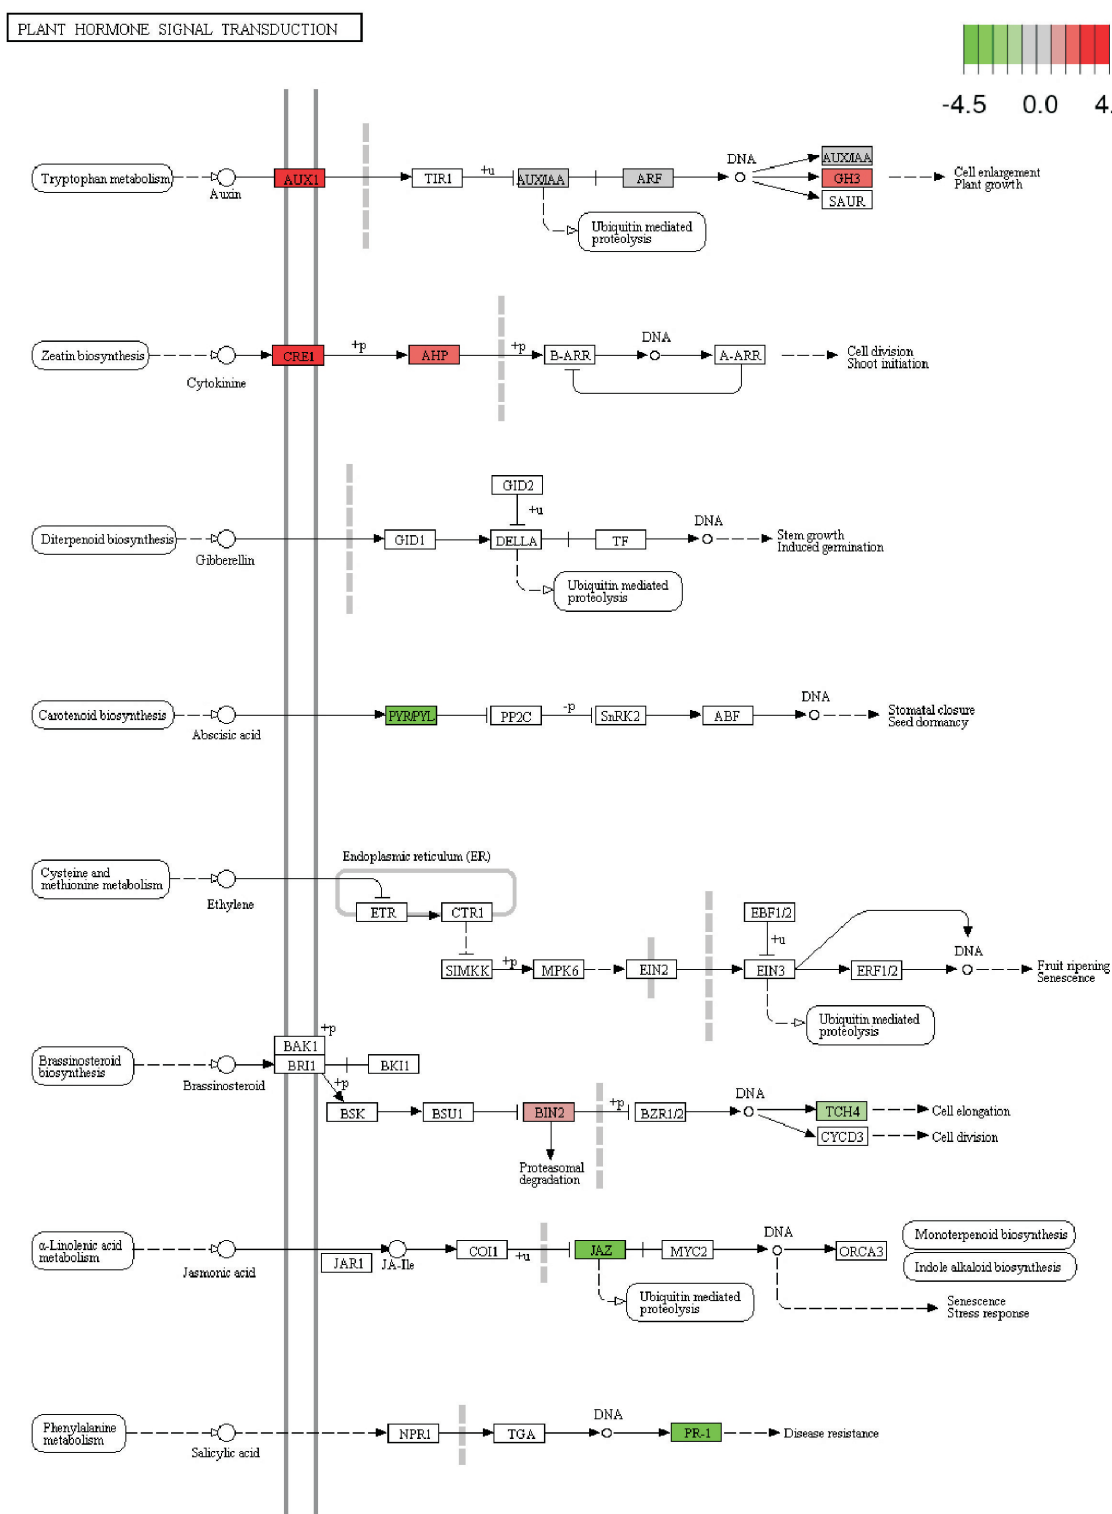 PLANT HORMONE SIGNAL TRANSDUCTION
-4.5 0.0 4.
Tryptophan metabolism
Auxin
AUX1
TIR1
+u
AUX/IAA
ARF
DNA
AUX/IAA
GH3
SAUR
Cell enlargement
Plant growth
Ubiquitin mediated
proteolysis
Zeatin biosynthesis
Cytokinine
CRE1
+p
AHP
+p
B-ARR
DNA
A-ARR
Cell division
Shoot initiation
GID2
+u
Diterpenoid biosynthesis
Gibberellin
GID1
DELLA
TF
DNA
Stem growth
Induced germination
Ubiquitin mediated
proteolysis
Carotenoid biosynthesis
Abscisic acid
PYR/PYL
PP2C
-p
SnRK2
ABF
DNA
Stomatal closure
Seed dormancy
Endoplasmic reticulum (ER)
Cysteine and
methionine metabolism
Ethylene
ETR
CTR1
EBF1/2
+u
SIMKK
+p
MPK6
EIN2
EIN3
ERF1/2
DNA
Fruit ripening
Senescence
Ubiquitin mediated
proteolysis
Brassinosteroid
biosynthesis
Brassinosteroid
+p
BAK1
BRI1
BKI1
+p
BSK
BSU1
BIN2
+p
BZR1/2
DNA
TCH4
Cell elongation
CYCD3
Cell division
Proteasomal
degradation
α-Linolenic acid
metabolism
Jasmonic acid
JAR1
JA-Ile
COI1
+u
JAZ
MYC2
DNA
ORCA3
Monoterpenoid biosynthesis
Indole alkaloid biosynthesis
Ubiquitin mediated
proteolysis
Senescence
Stress response
Phenylalanine
metabolism
Salicylic acid
NPR1
TGA
DNA
PR-1
Disease resistance